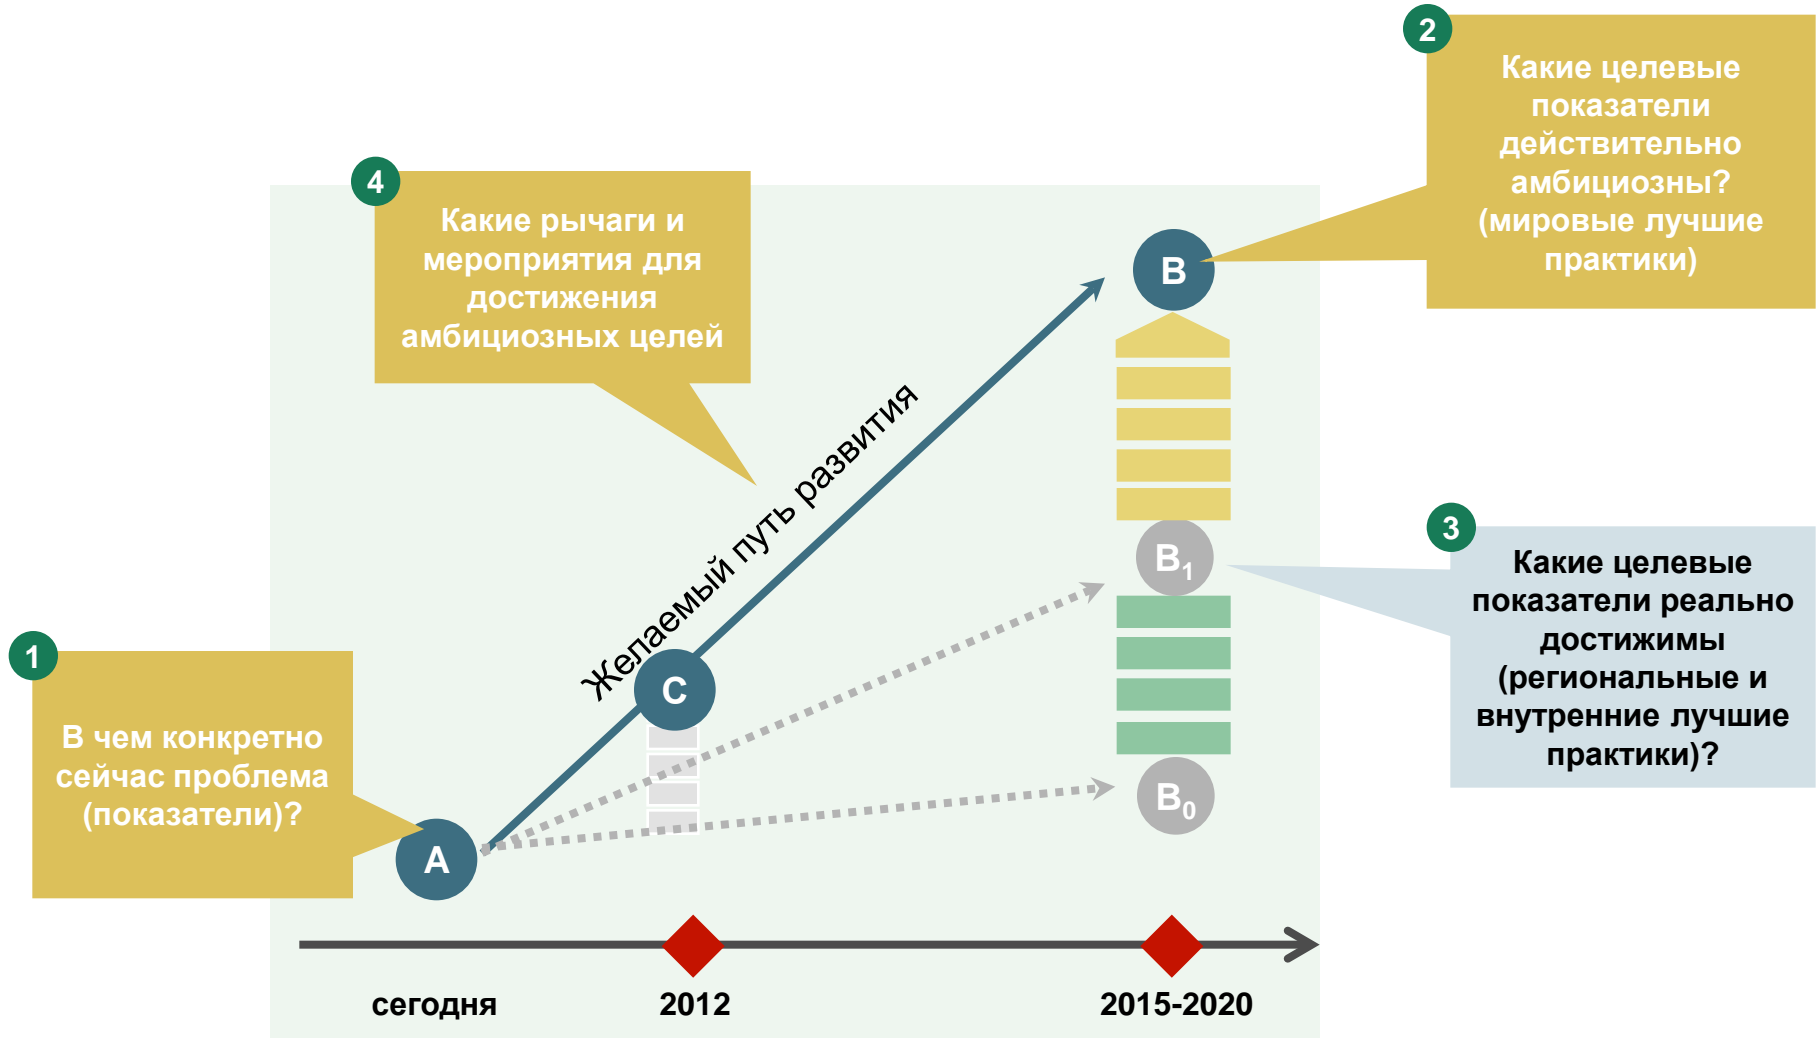 2
Какие целевые
показатели
действительно
амбициозны?
(мировые лучшие
практики)
4
Какие рычаги и
мероприятия для
достижения
амбициозных целей
B
Желаемый путь развития
B1
3
Какие целевые
показатели реально
достижимы
(региональные и
внутренние лучшие
практики)?
1
В чем конкретно
сейчас проблема
(показатели)?
C
B0
A
сегодня
2012
2015-2020